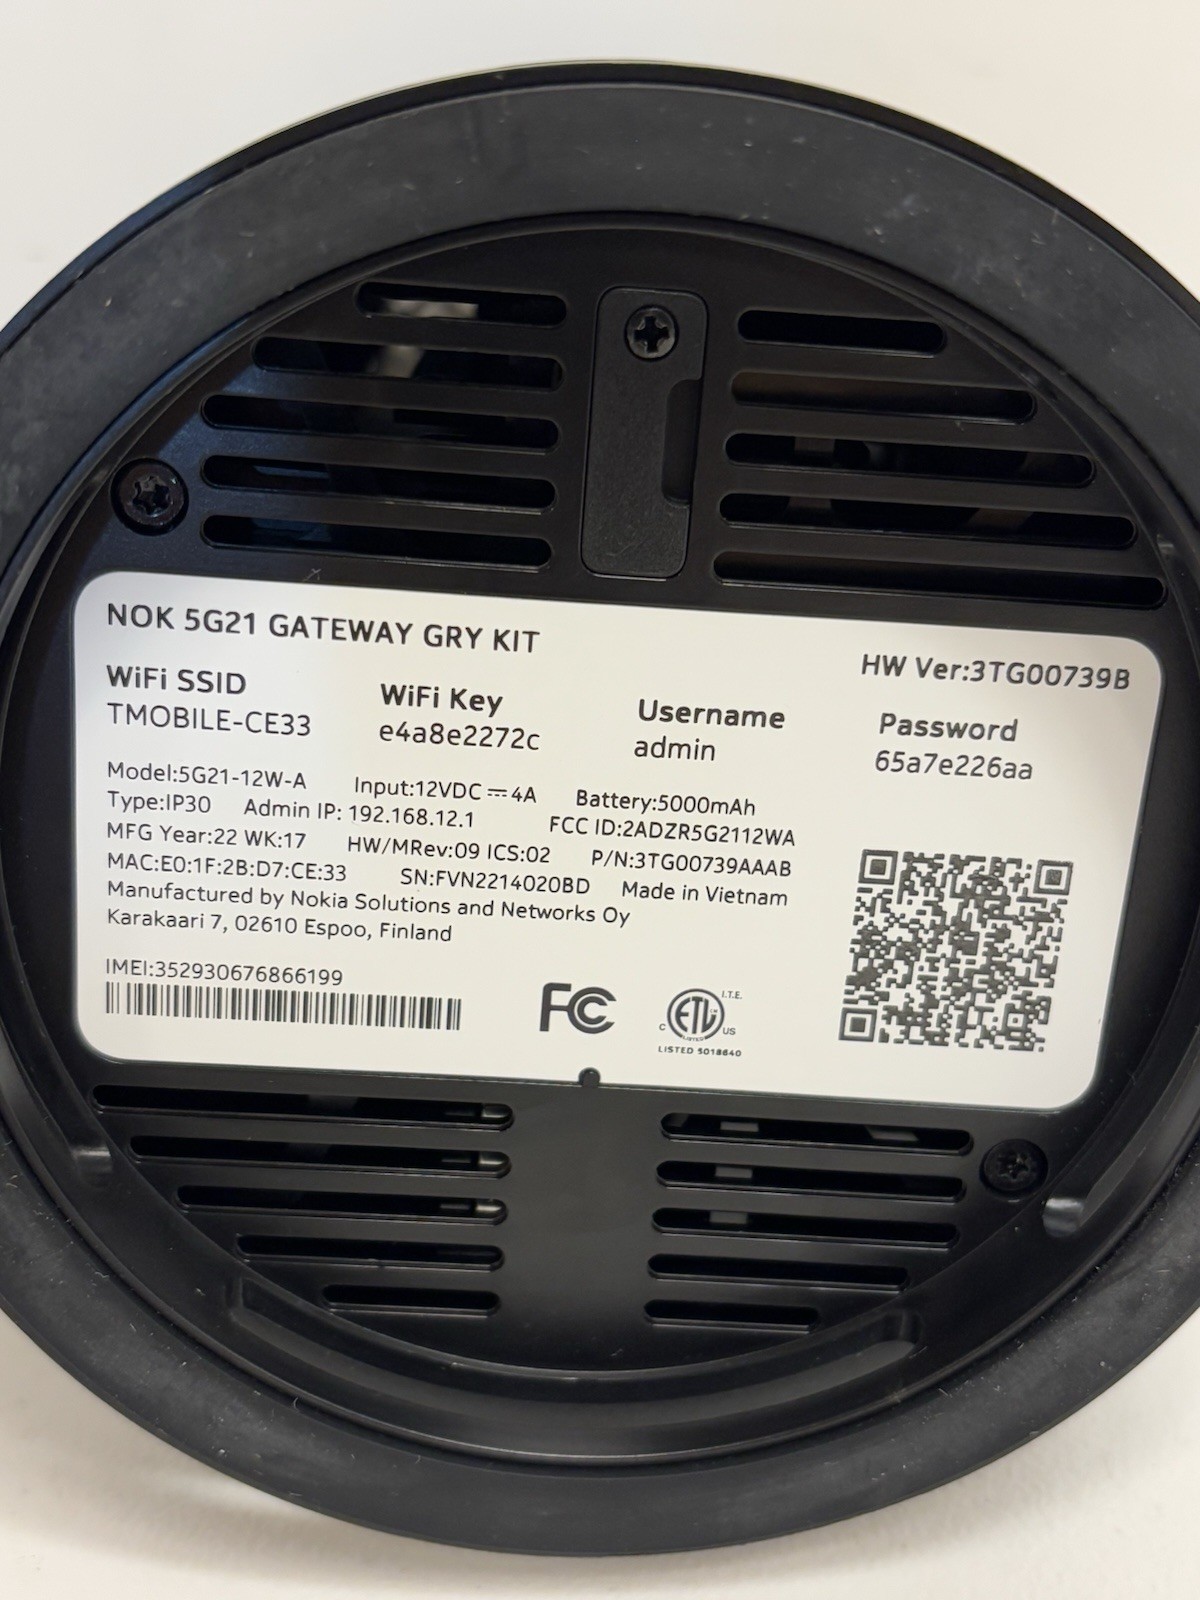 NOK 5G21 GATEWAY GRY KIT
HW Ver:3TG00739B
WiFi SSID WiFi Key Username Password
TMOBILE-CE33 e4a8e2272c admin 65a7e226aa
Model:5G21-12W-A Input:12VDC⎓4A Battery:5000mAh
Type:IP30 Admin IP: 192.168.12.1 FCC ID:2ADZR5G2112WA
MFG Year:22 WK:17 HW/MRev:09 ICS:02 P/N:3TG00739AAAB
MAC:E0:1F:2B:D7:CE:33 SN:FVN2214020BD Made in Vietnam
Manufactured by Nokia Solutions and Networks Oy
Karakaari 7, 02610 Espoo, Finland
IMEI:352930676866199
FC
I.T.E.
C ETL US
LISTED
LISTED 5018640